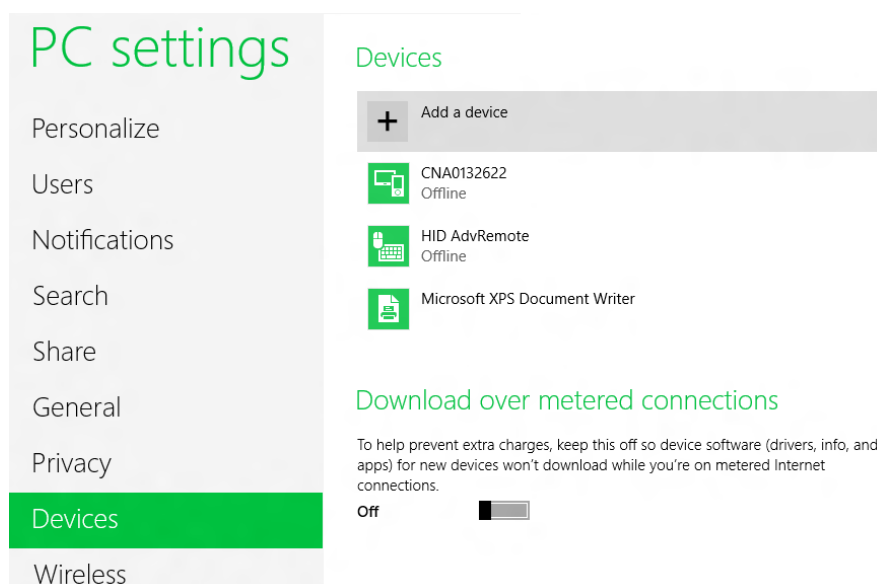 PC settings
Personalize
Users
Notifications
Search
Share
General
Privacy
Devices
Wireless
Devices
Add a device
CNA0132622
Offline
HID AdvRemote
Offline
Microsoft XPS Document Writer
Download over metered connections
To help prevent extra charges, keep this off so device software (drivers, info, and
apps) for new devices won't download while you're on metered Internet
connections.
Off